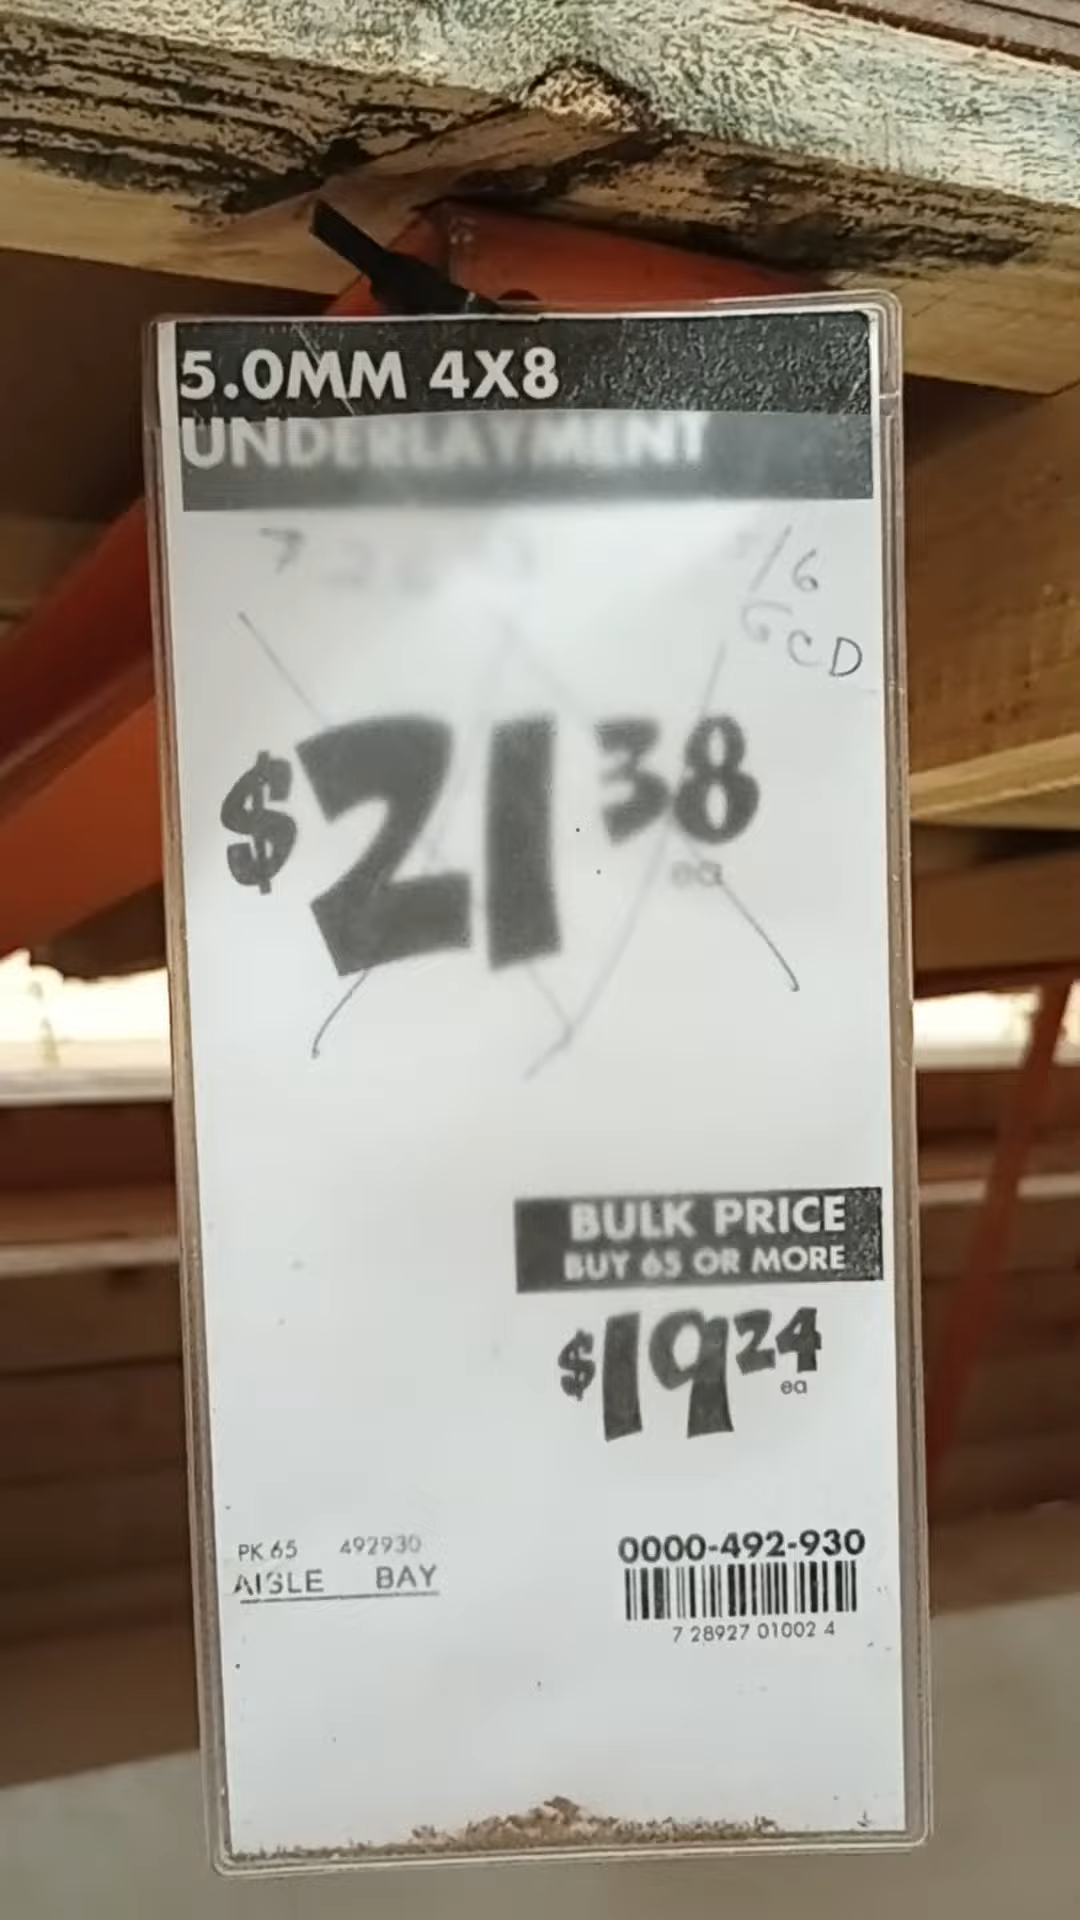 5.0MM 4X8
UNDERLAYMENT
/6
GCD
$21 38
ea
BULK PRICE
BUY 65 OR MORE
$19 24
ea
PK 65 492930
AISLE BAY
0000-492-930
7 28927 01002 4